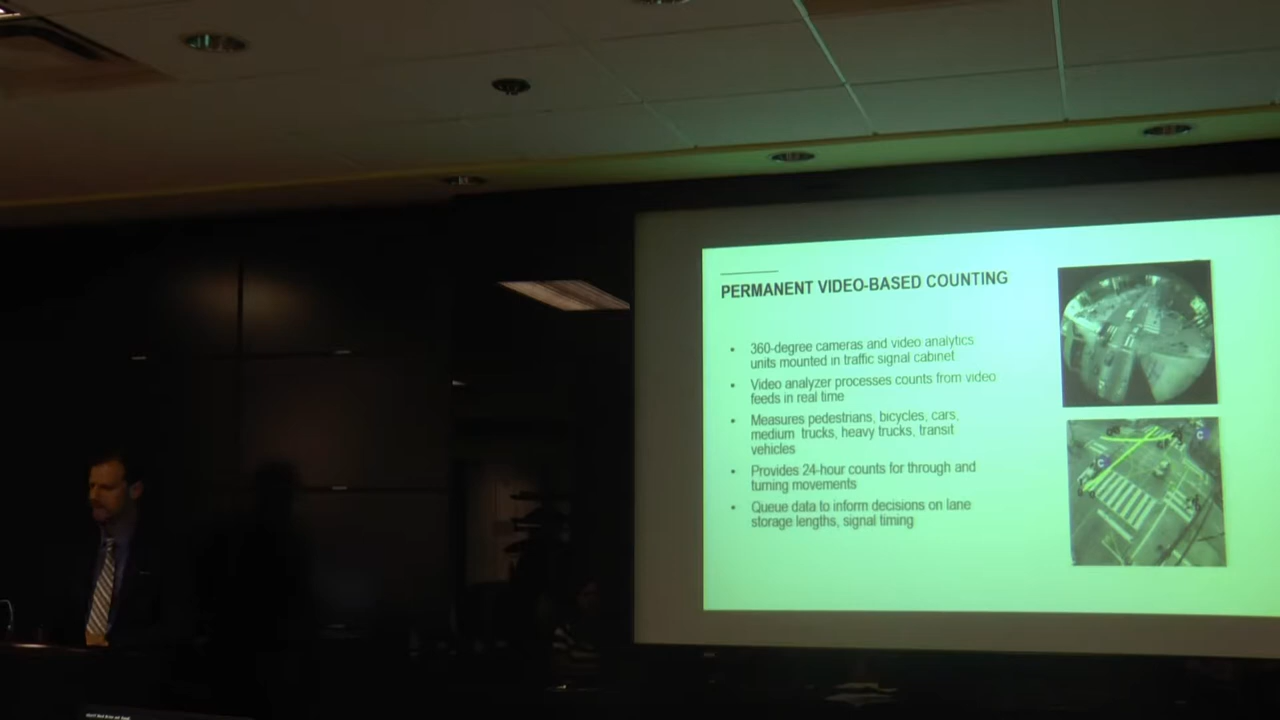 PERMANENT VIDEO-BASED COUNTING
• 360-degree cameras and video analytics
units mounted in traffic signal cabinet
• Video analyzer processes counts from video
feeds in real time
• Measures pedestrians, bicycles, cars,
medium trucks, heavy trucks, transit
vehicles
• Provides 24-hour counts for through and
turning movements
• Queue data to inform decisions on lane
storage lengths, signal timing
C
C